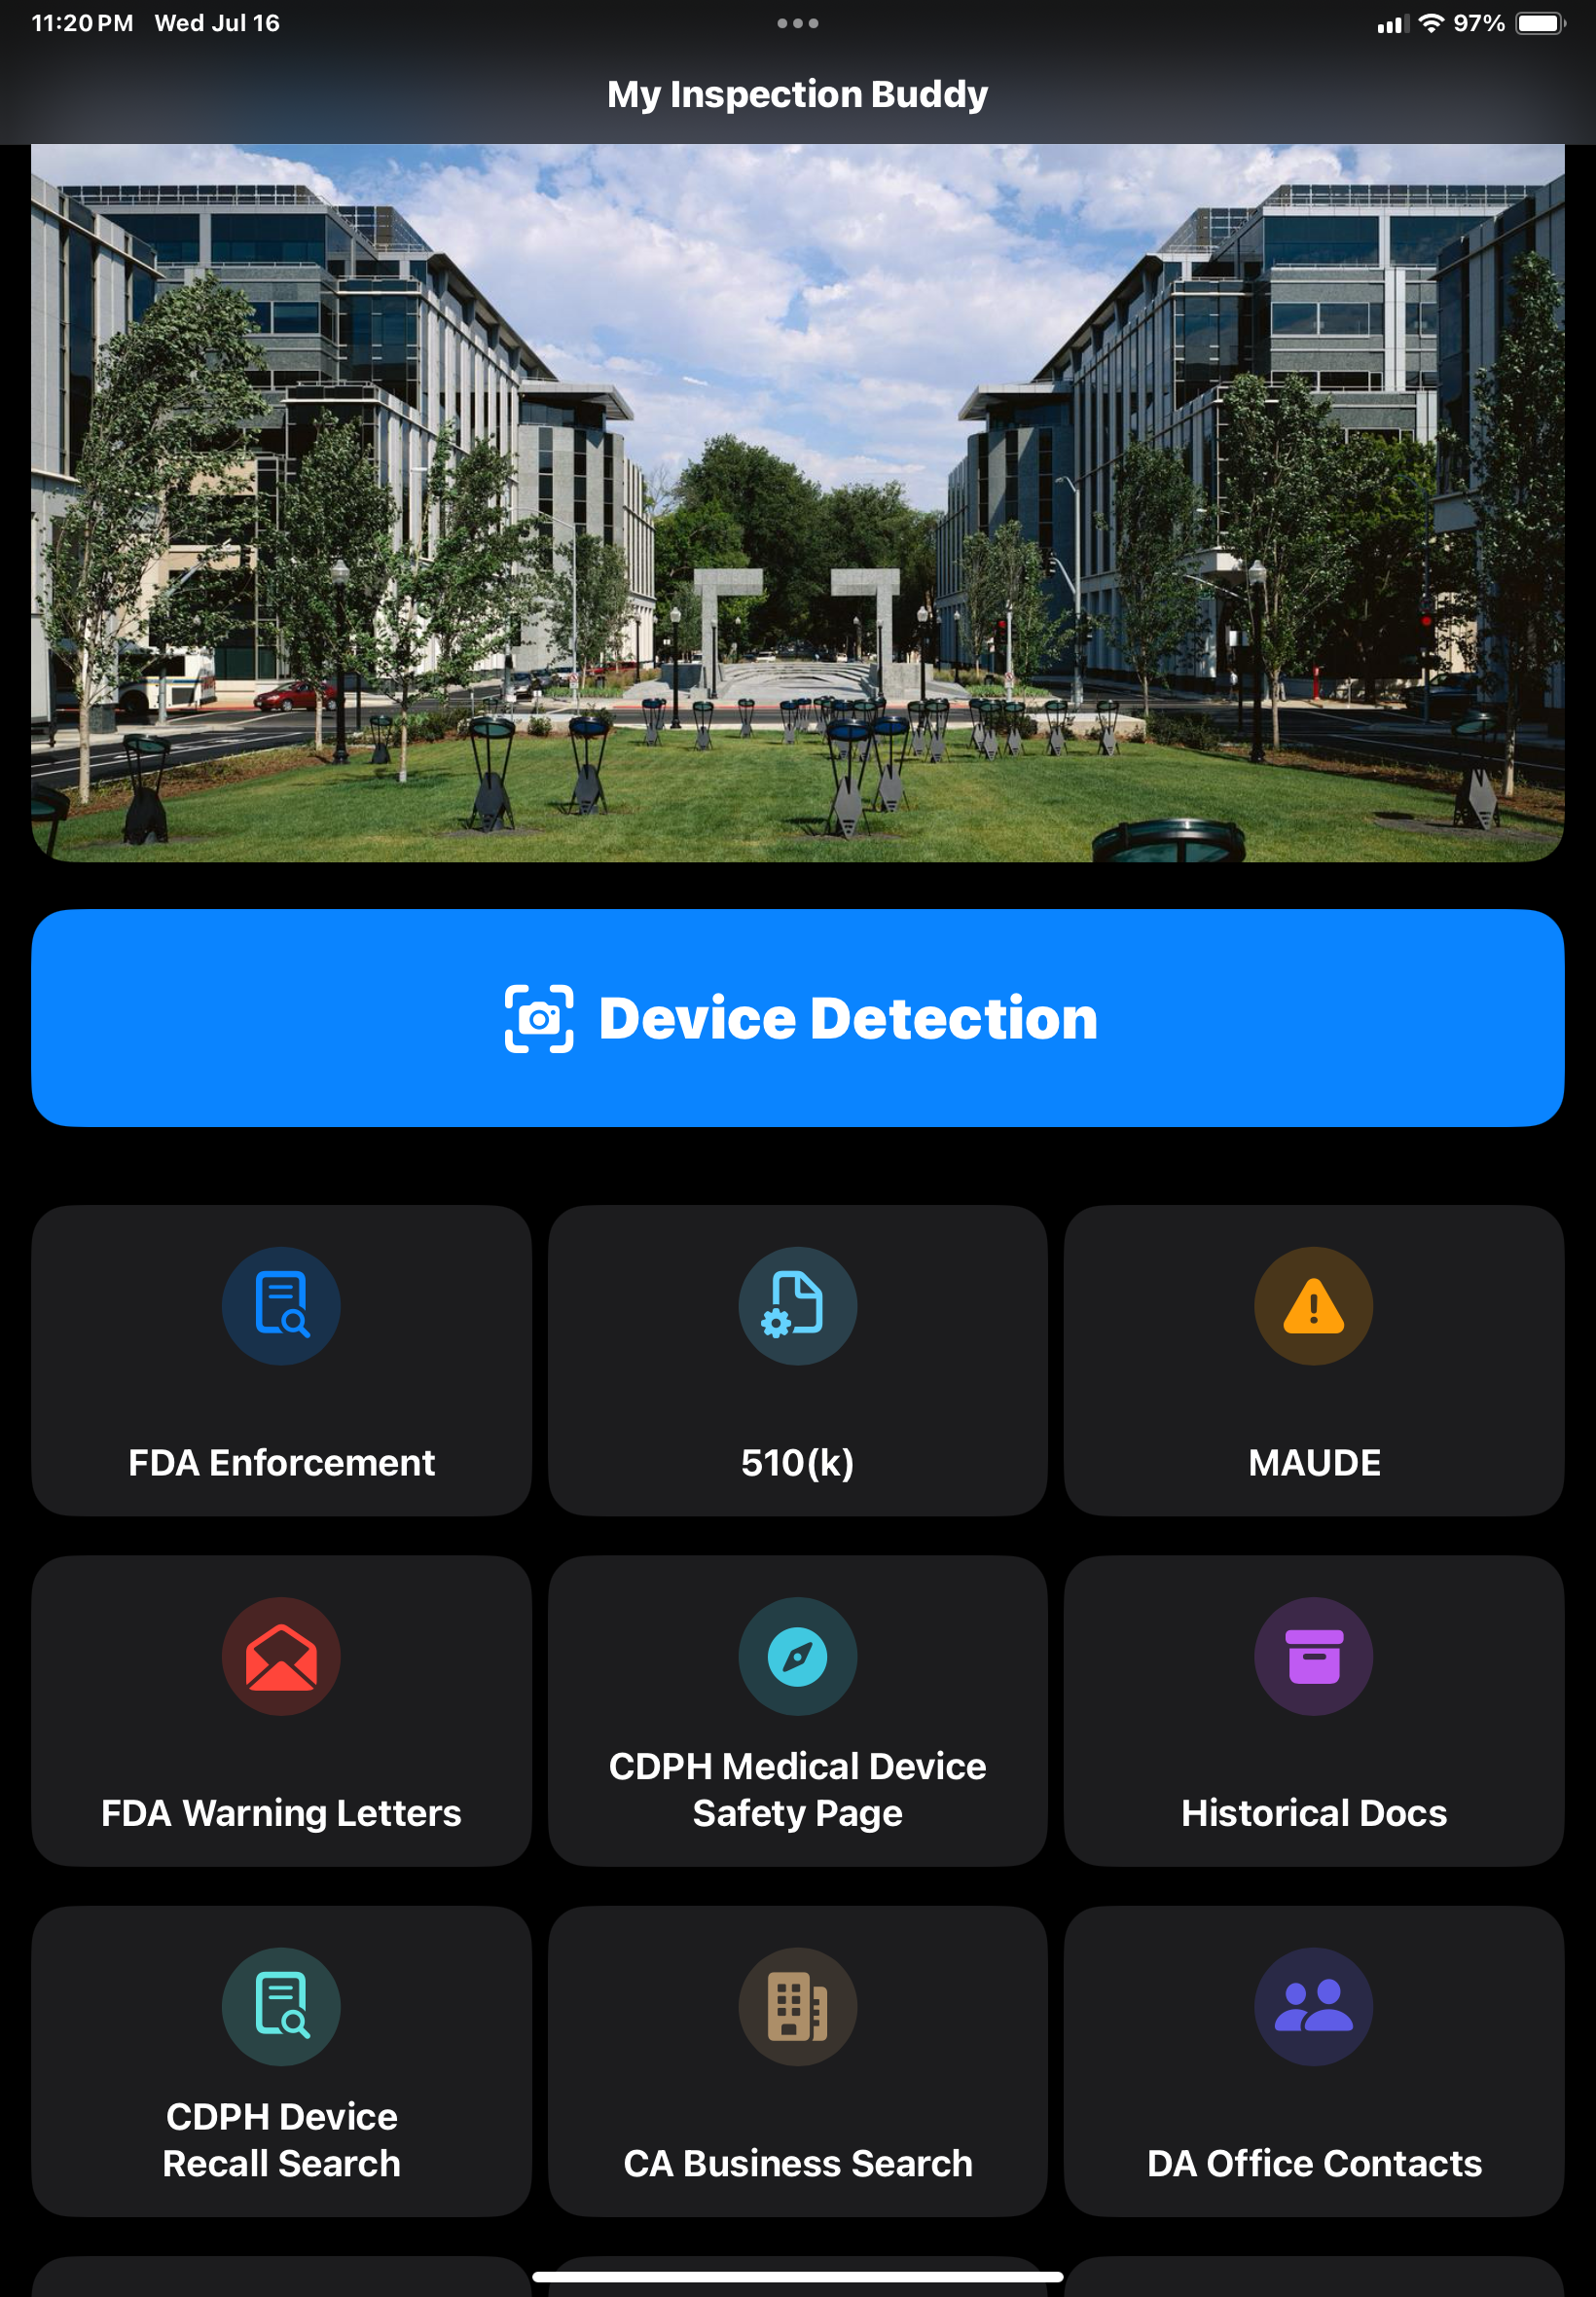 11:20 PM Wed Jul 16
97%
My Inspection Buddy
Device Detection
FDA Enforcement
510(k)
MAUDE
FDA Warning Letters
CDPH Medical Device
Safety Page
Historical Docs
CDPH Device
Recall Search
CA Business Search
DA Office Contacts